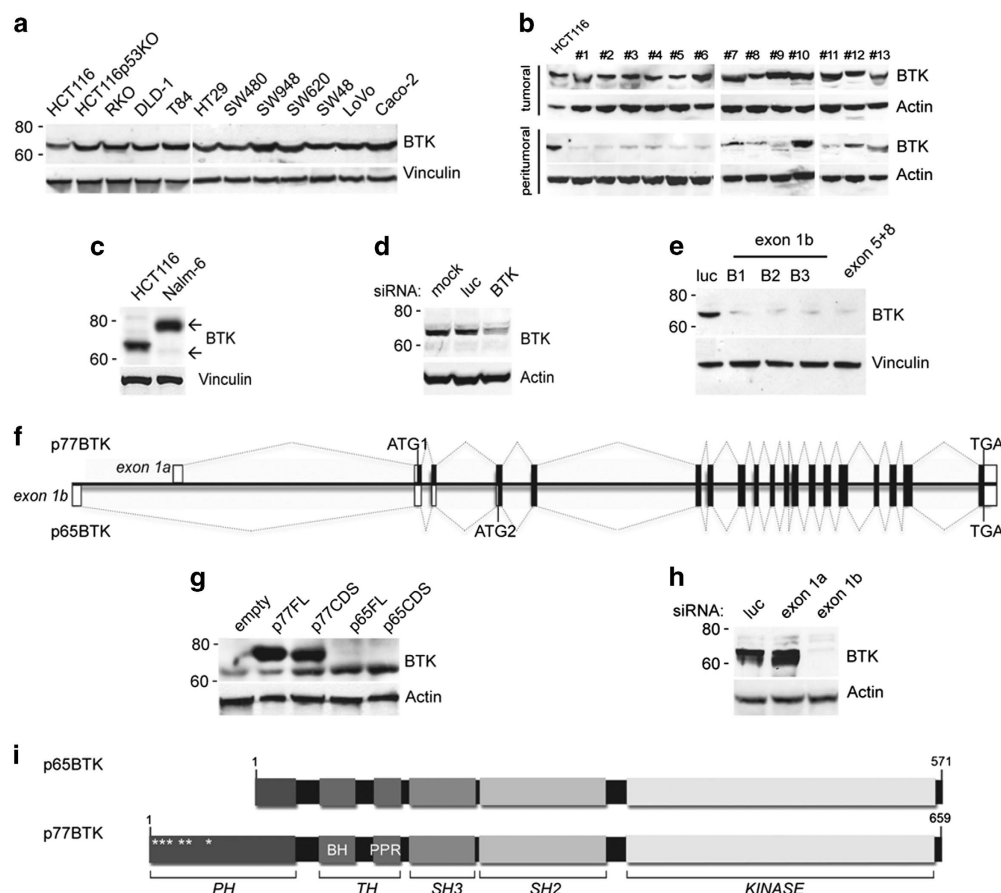 a
HCT116 HCT116p53KO RKO DLD-1 T84 HT29 SW480 SW948 SW620 SW48 LoVo Caco-2
80
60
BTK
Vinculin
b
HCT116 #1 #2 #3 #4 #5 #6 #7 #8 #9 #10 #11 #12 #13
tumoral
BTK
Actin
peritumoral
BTK
Actin
c
HCT116 Nalm-6
80
60
BTK
Vinculin
d
siRNA: mock luc BTK
60
BTK
Actin
e
exon 1b
luc B1 B2 B3 exon 5+8
80
60
BTK
Vinculin
f
p77BTK
ATG1
TGA
exon 1a
exon 1b
p65BTK
ATG2
TGA
g
empty p77FL p77CDS p65FL p65CDS
80
60
BTK
Actin
h
siRNA: luc exon 1a exon 1b
80
60
BTK
Actin
i
p65BTK
1
571
p77BTK
1
659
*** ** *
BH
PPR
PH TH SH3 SH2 KINASE